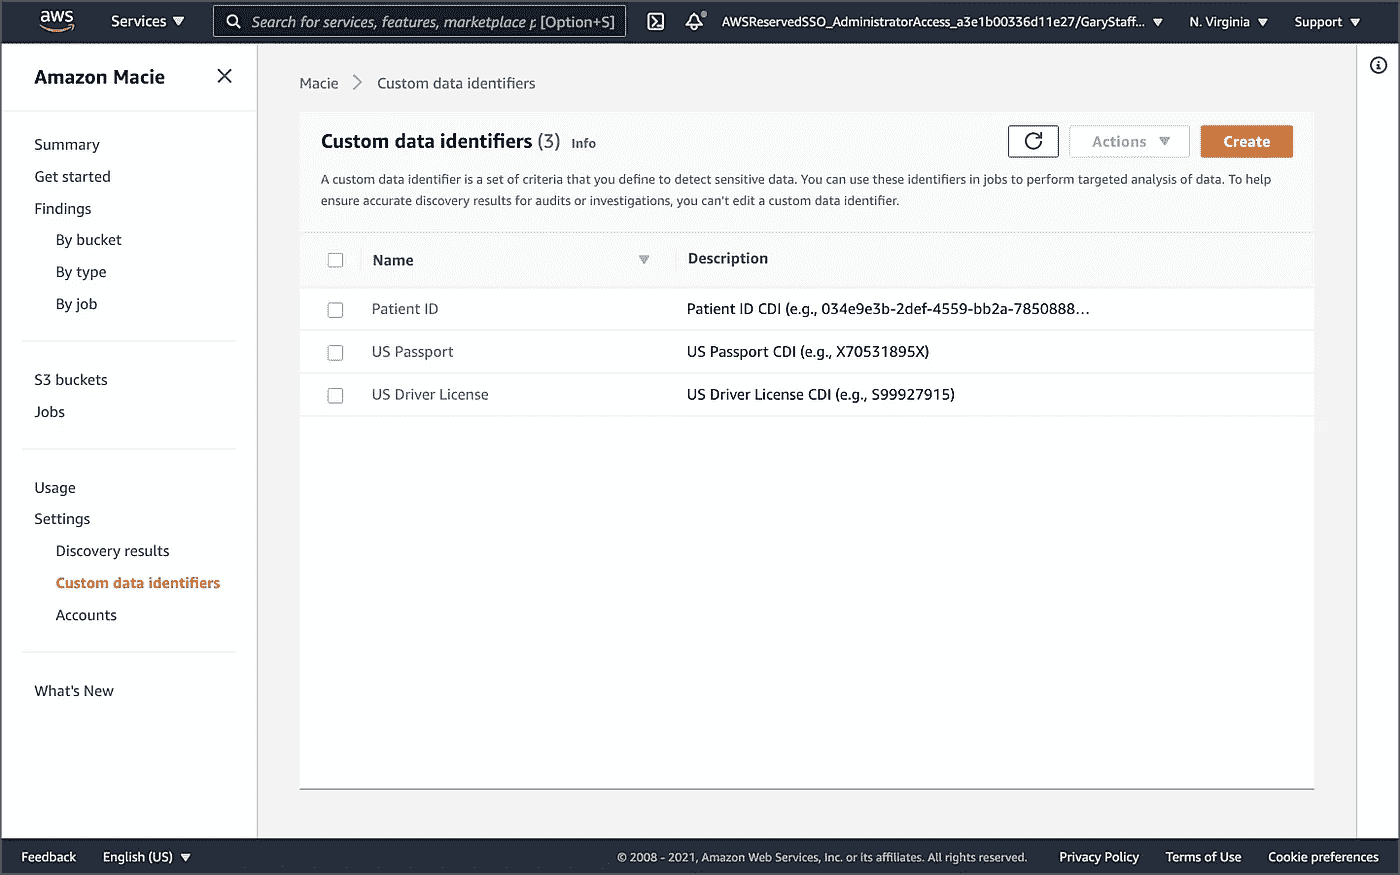 aws
Services
Search for services, features, marketplace p [Option+S]
AWSReservedSSO_AdministratorAccess_a3e1b00336d11e27/GaryStaff...
N. Virginia
Support
Amazon Macie
Summary
Get started
Findings
By bucket
By type
By job
S3 buckets
Jobs
Usage
Settings
Discovery results
Custom data identifiers
Accounts
What's New
Macie > Custom data identifiers
Custom data identifiers (3) Info
Actions
Create
A custom data identifier is a set of criteria that you define to detect sensitive data. You can use these identifiers in jobs to perform targeted analysis of data. To help
ensure accurate discovery results for audits or investigations, you can't edit a custom data identifier.
Name Description
Patient ID Patient ID CDI (e.g., 034e9e3b-2def-4559-bb2a-7850888...
US Passport US Passport CDI (e.g., X70531895X)
US Driver License US Driver License CDI (e.g., S99927915)
Feedback
English (US)
© 2008 - 2021, Amazon Web Services, Inc. or its affiliates. All rights reserved.
Privacy Policy
Terms of Use
Cookie preferences